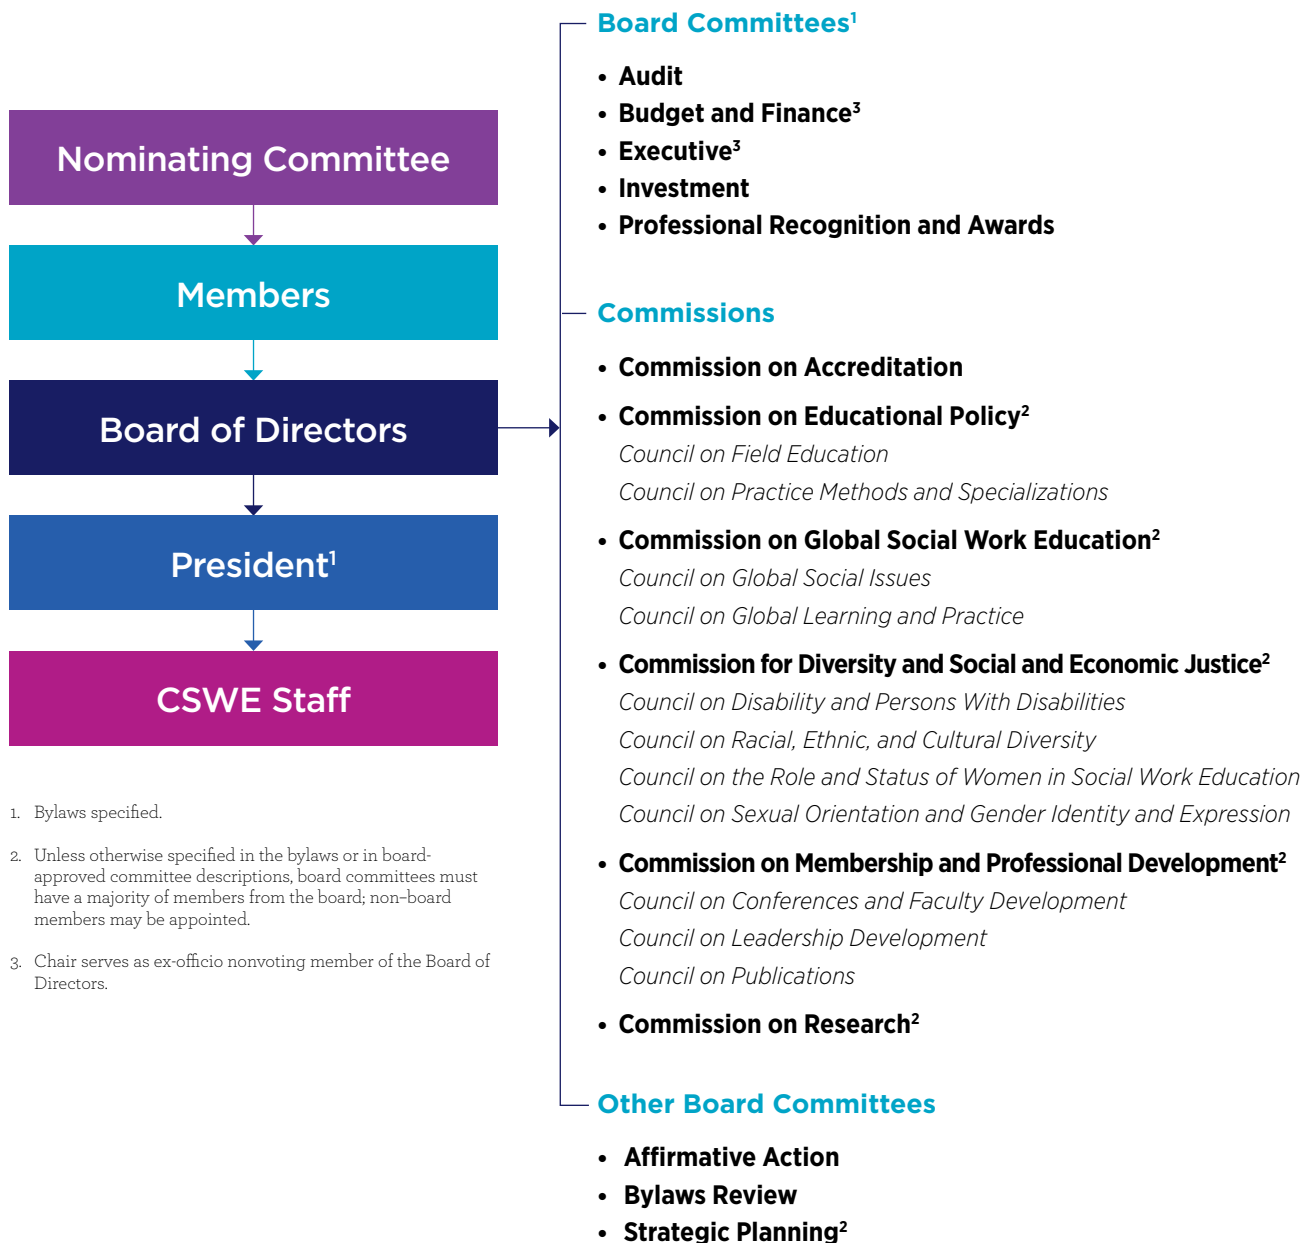 Nominating Committee
Members
Board of Directors
President¹
CSWE Staff
1. Bylaws specified.
2. Unless otherwise specified in the bylaws or in board-
approved committee descriptions, board committees must
have a majority of members from the board; non–board
members may be appointed.
3. Chair serves as ex-officio nonvoting member of the Board of
Directors.
Board Committees¹
• Audit
• Budget and Finance³
• Executive³
• Investment
• Professional Recognition and Awards
Commissions
• Commission on Accreditation
• Commission on Educational Policy²
Council on Field Education
Council on Practice Methods and Specializations
• Commission on Global Social Work Education²
Council on Global Social Issues
Council on Global Learning and Practice
• Commission for Diversity and Social and Economic Justice²
Council on Disability and Persons With Disabilities
Council on Racial, Ethnic, and Cultural Diversity
Council on the Role and Status of Women in Social Work Education
Council on Sexual Orientation and Gender Identity and Expression
• Commission on Membership and Professional Development²
Council on Conferences and Faculty Development
Council on Leadership Development
Council on Publications
• Commission on Research²
Other Board Committees
• Affirmative Action
• Bylaws Review
• Strategic Planning²